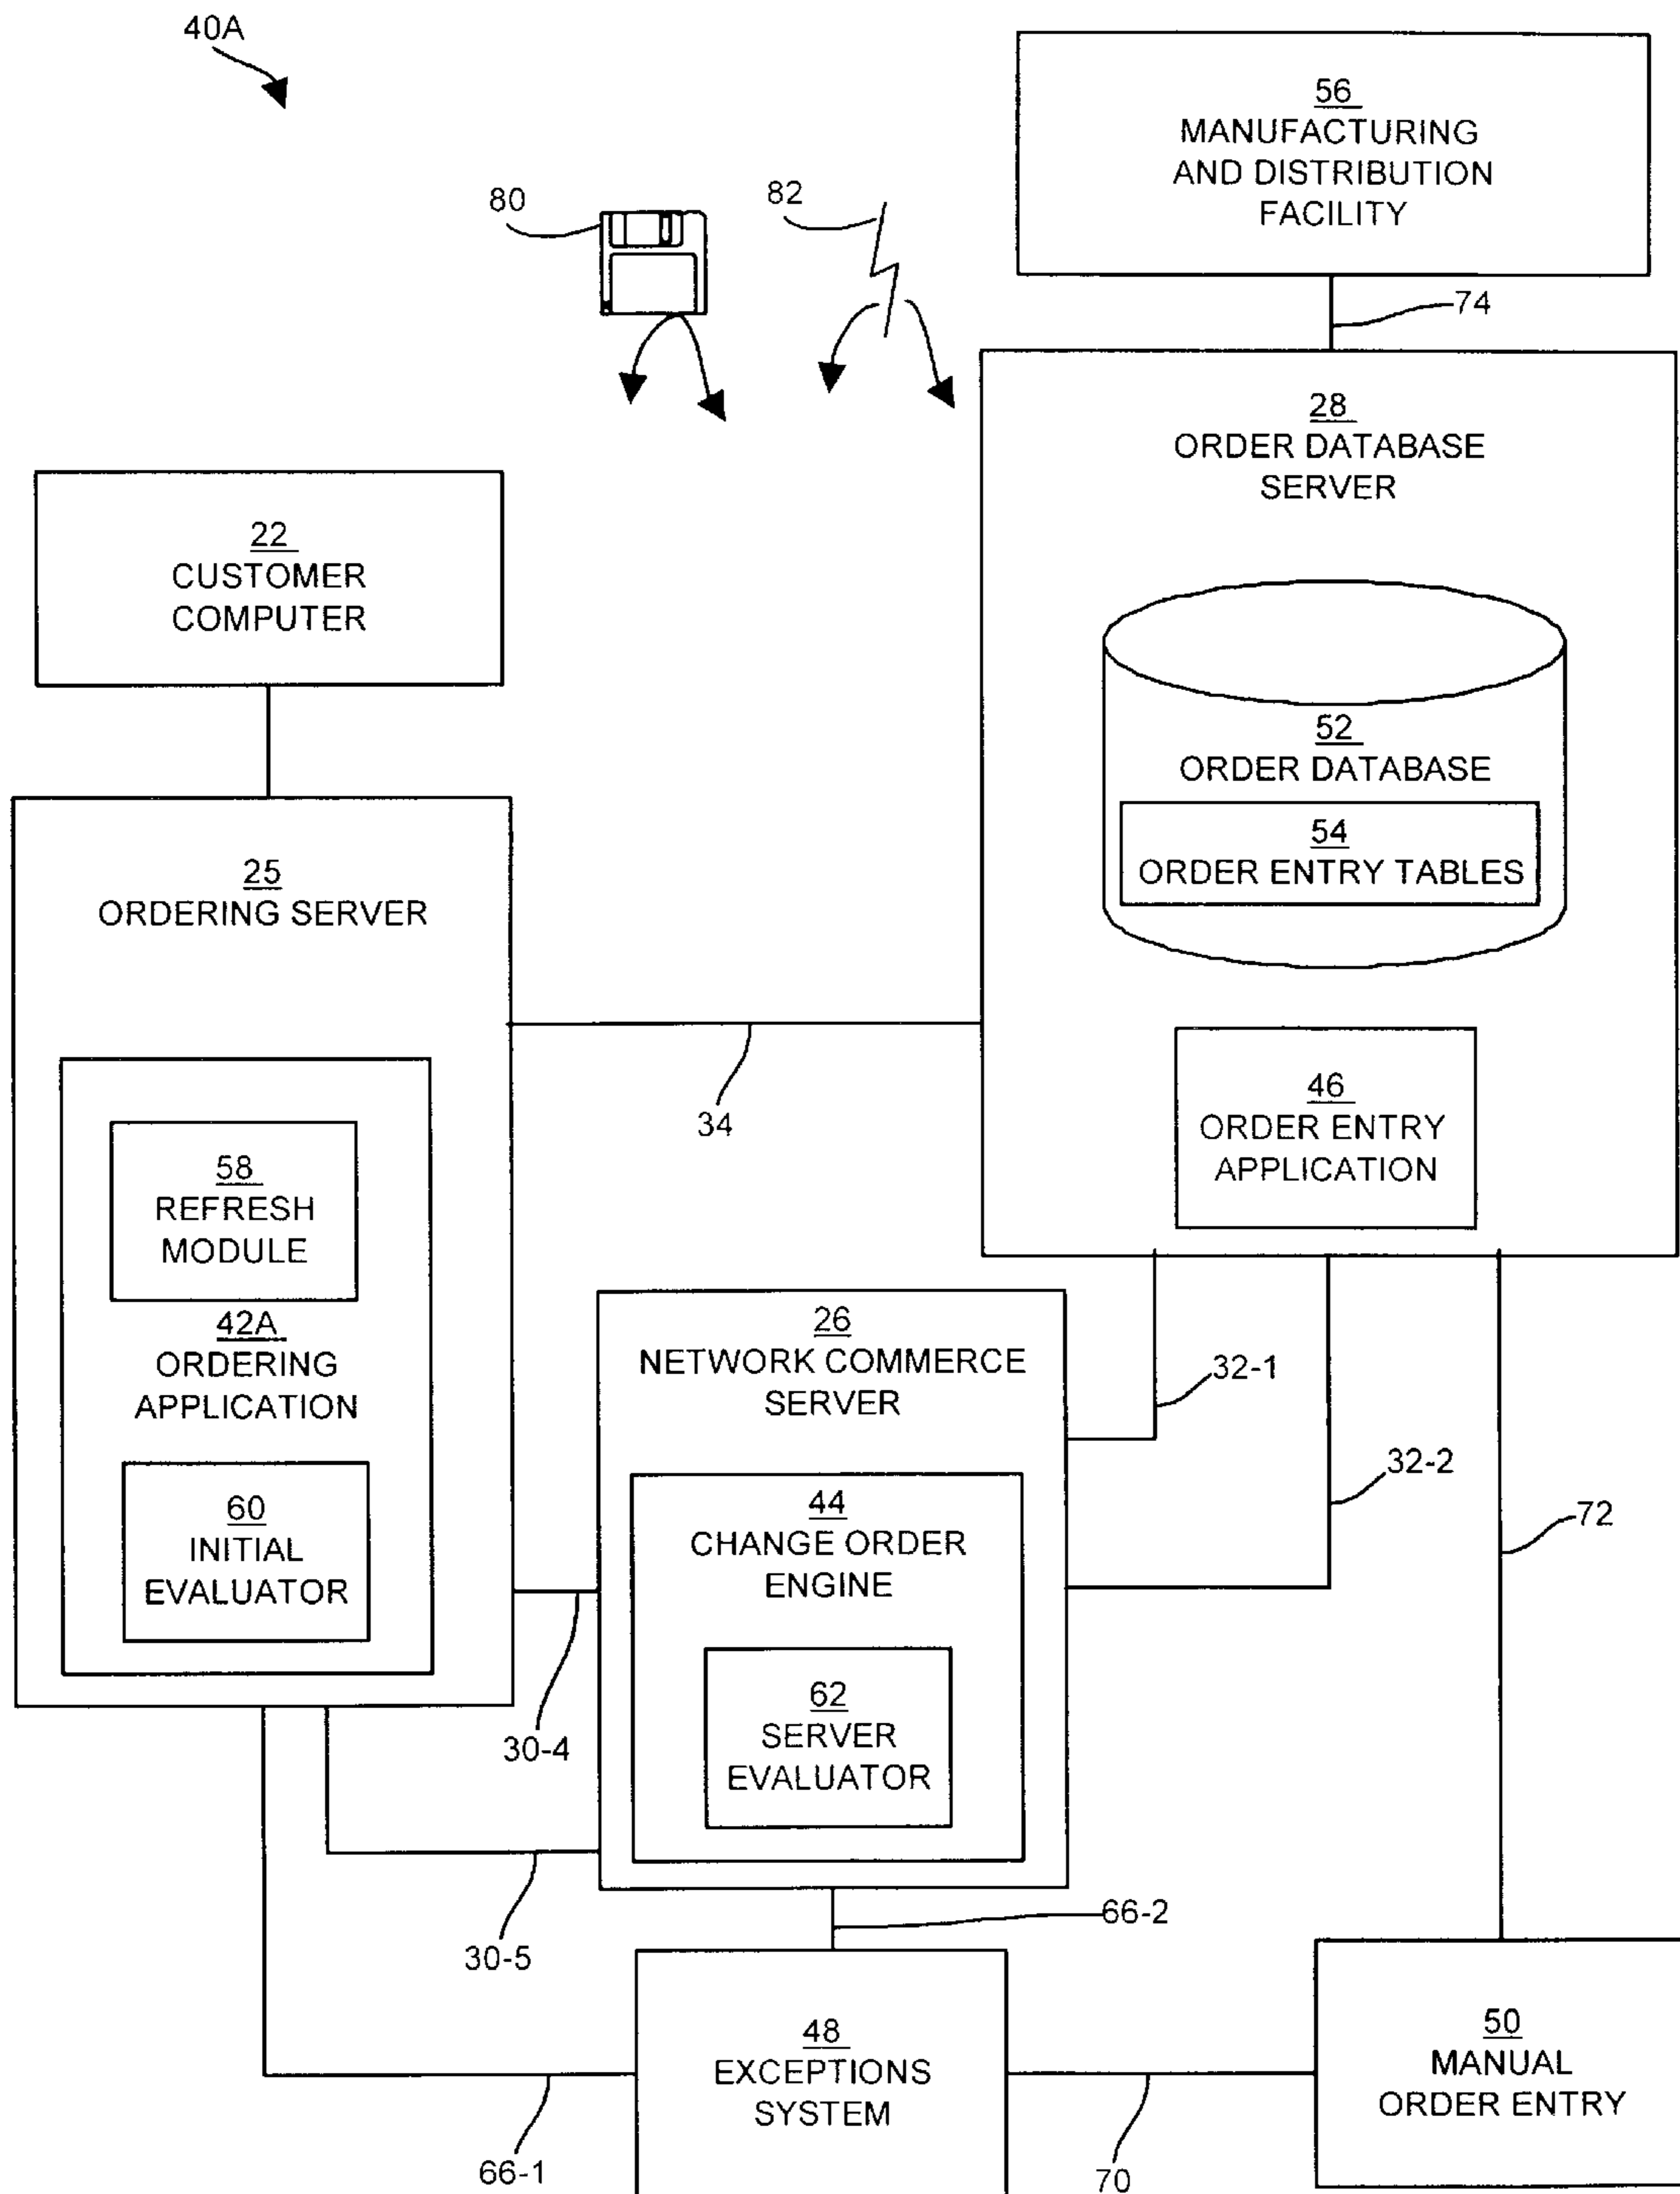 40A
56
MANUFACTURING
AND DISTRIBUTION
FACILITY
80
82
74
28
ORDER DATABASE
SERVER
22
CUSTOMER
COMPUTER
52
ORDER DATABASE
54
ORDER ENTRY TABLES
25
ORDERING SERVER
34
46
ORDER ENTRY
APPLICATION
58
REFRESH
MODULE
42A
ORDERING
APPLICATION
60
INITIAL
EVALUATOR
26
NETWORK COMMERCE
SERVER
32-1
32-2
44
CHANGE ORDER
ENGINE
72
62
SERVER
EVALUATOR
30-4
30-5
66-2
48
EXCEPTIONS
SYSTEM
50
MANUAL
ORDER ENTRY
66-1
70